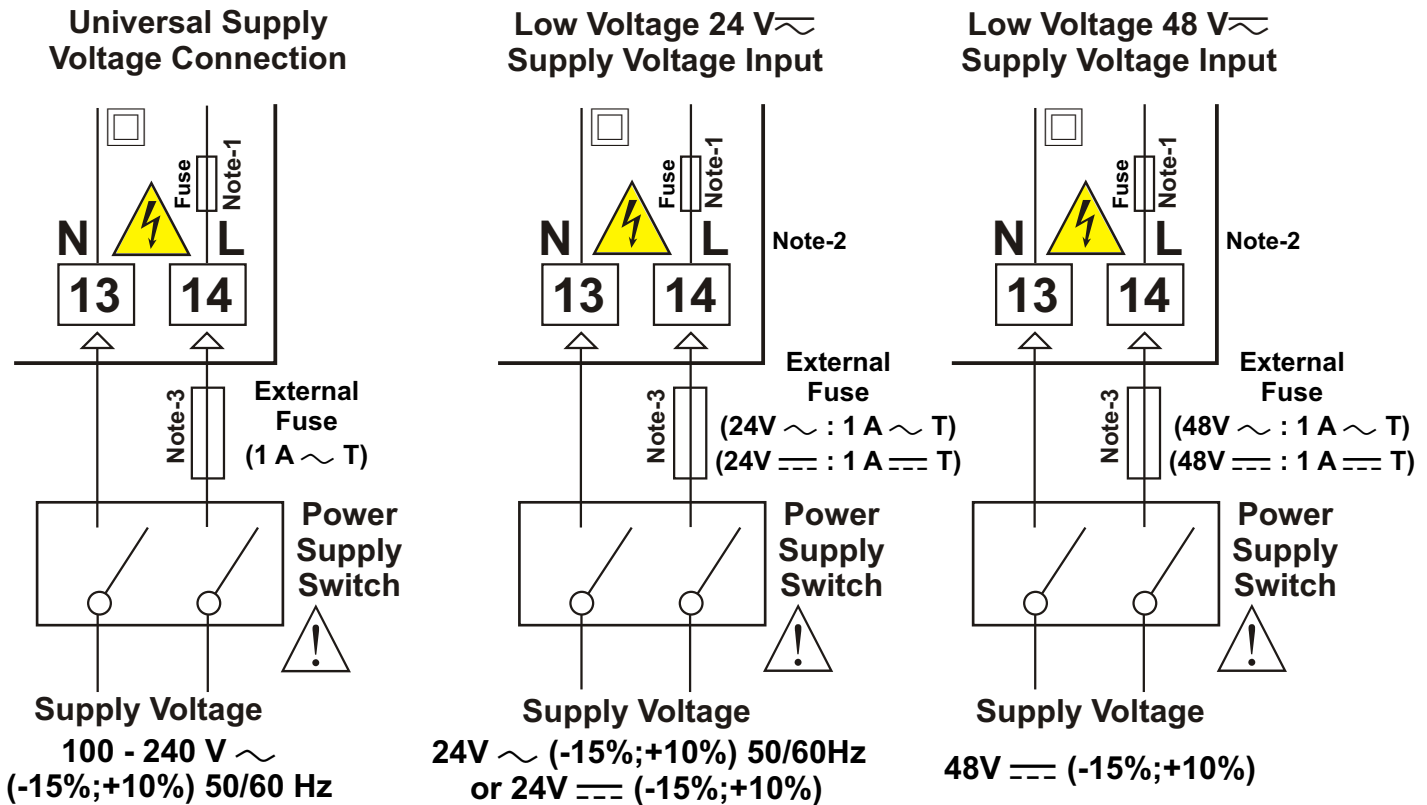 Universal Supply
Voltage Connection
N
L
Fuse
Note-1
13
14
Note-3
External
Fuse
(1 A ～ T)
Power
Supply
Switch
!
Supply Voltage
100 - 240 V ～
(-15%;+10%) 50/60 Hz
Low Voltage 24 V⏦
Supply Voltage Input
N
L
Fuse
Note-1
Note-2
13
14
Note-3
External
Fuse
(24V ～ : 1 A ～ T)
(24V ⎓ : 1 A ⎓ T)
Power
Supply
Switch
!
Supply Voltage
24V ～ (-15%;+10%) 50/60Hz
or 24V ⎓ (-15%;+10%)
Low Voltage 48 V⏦
Supply Voltage Input
N
L
Fuse
Note-1
Note-2
13
14
Note-3
External
Fuse
(48V ～ : 1 A ～ T)
(48V ⎓ : 1 A ⎓ T)
Power
Supply
Switch
!
Supply Voltage
48V ⎓ (-15%;+10%)